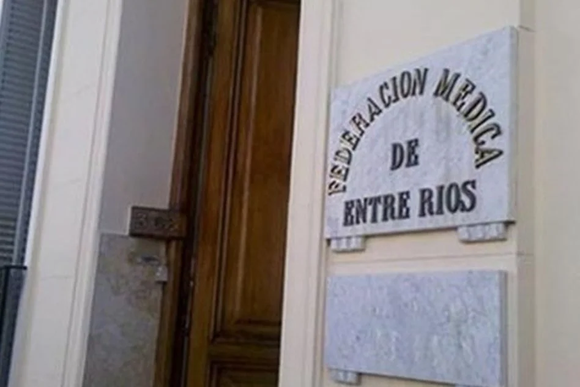 FEDERACION MEDICA
DE
ENTRE RIOS